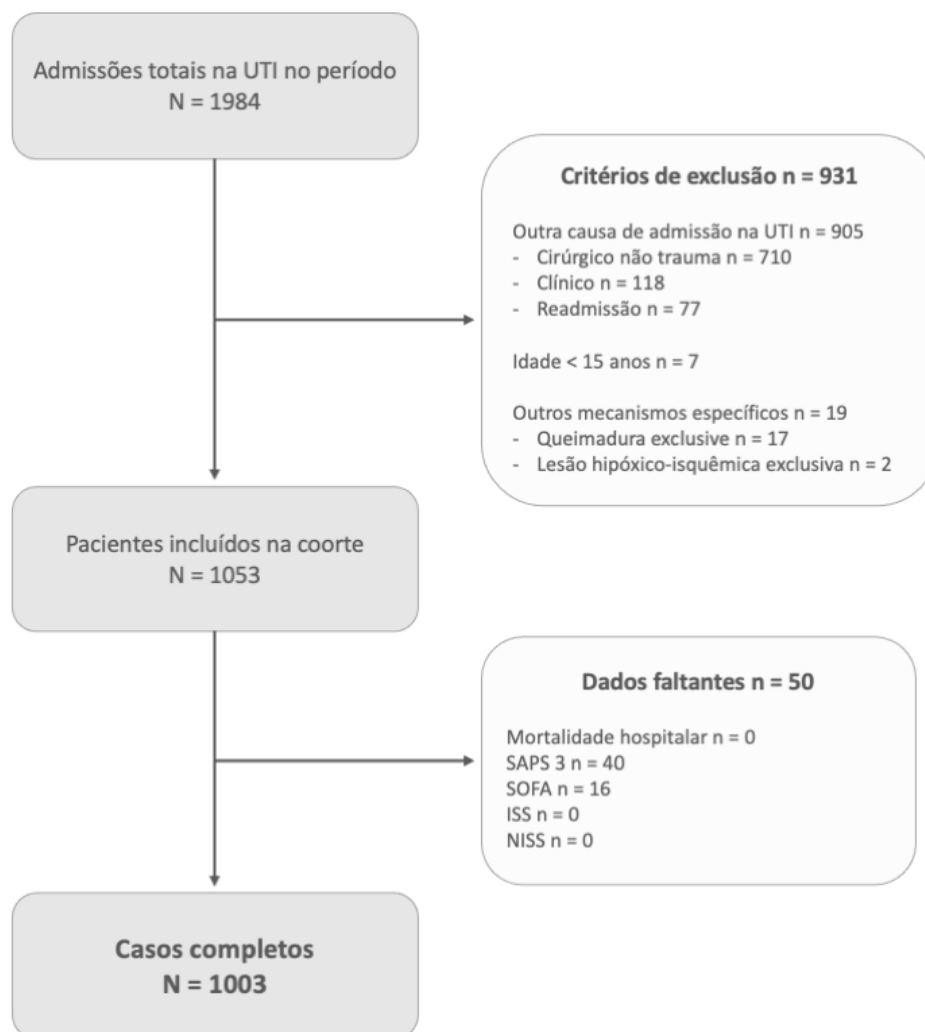 Admissões totais na UTI no período
N = 1984
Critérios de exclusão n = 931
Outra causa de admissão na UTI n = 905
- Cirúrgico não trauma n = 710
- Clínico n = 118
- Readmissão n = 77
Idade < 15 anos n = 7
Outros mecanismos específicos n = 19
- Queimadura exclusive n = 17
- Lesão hipóxico-isquêmica exclusiva n = 2
Pacientes incluídos na coorte
N = 1053
Dados faltantes n = 50
Mortalidade hospitalar n = 0
SAPS 3 n = 40
SOFA n = 16
ISS n = 0
NISS n = 0
Casos completos
N = 1003